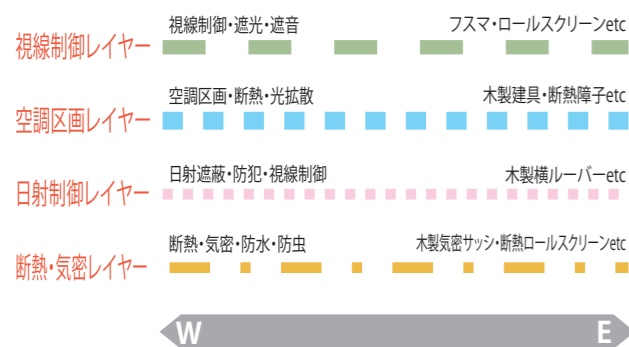 視線制御・遮光・遮音 フスマ・ロールスクリーンetc
視線制御レイヤー
空調区画・断熱・光拡散 木製建具・断熱障子etc
空調区画レイヤー
日射遮蔽・防犯・視線制御 木製横ルーバーetc
日射制御レイヤー
断熱・気密・防水・防虫 木製気密サッシ・断熱ロールスクリーンetc
断熱・気密レイヤー
W E